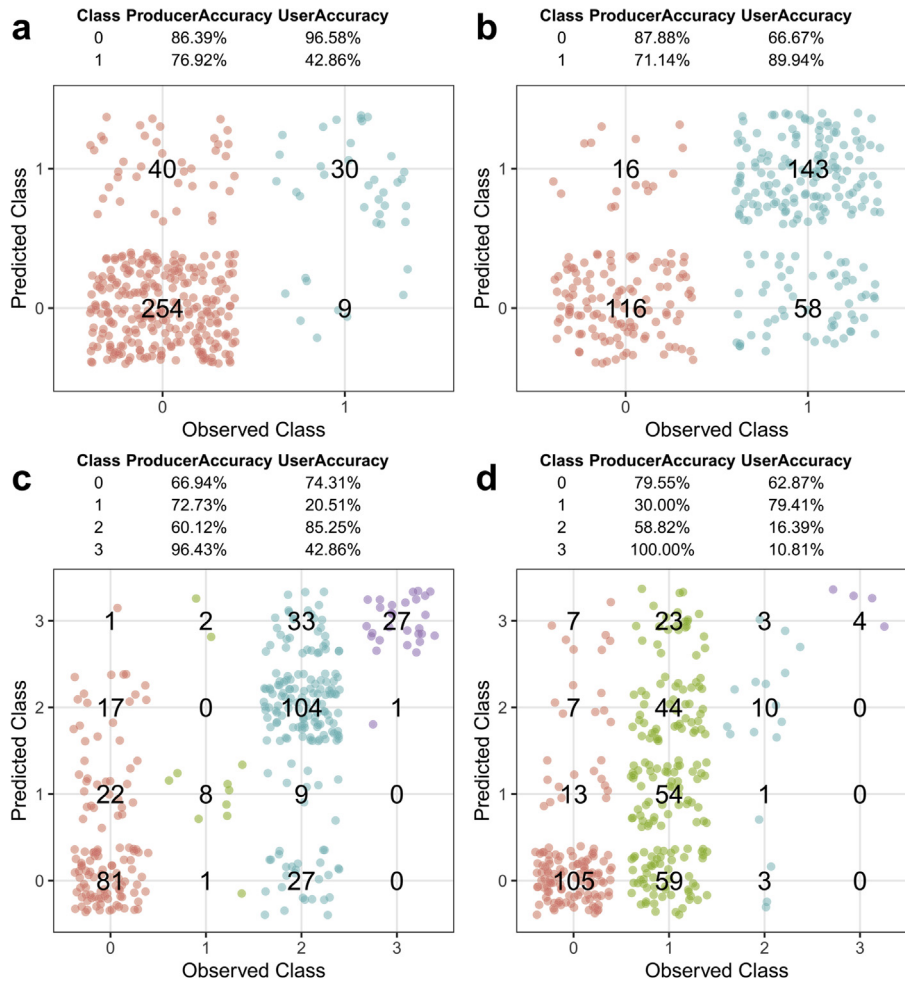 a
Class ProducerAccuracy UserAccuracy
0 86.39% 96.58%
1 76.92% 42.86%
Predicted Class
1
40 30
0
254 9
0 1
Observed Class
b
Class ProducerAccuracy UserAccuracy
0 87.88% 66.67%
1 71.14% 89.94%
Predicted Class
1
16 143
0
116 58
0 1
Observed Class
c
Class ProducerAccuracy UserAccuracy
0 66.94% 74.31%
1 72.73% 20.51%
2 60.12% 85.25%
3 96.43% 42.86%
Predicted Class
3
1 2 33 27
2
17 0 104 1
1
22 8 9 0
0
81 1 27 0
0 1 2 3
Observed Class
d
Class ProducerAccuracy UserAccuracy
0 79.55% 62.87%
1 30.00% 79.41%
2 58.82% 16.39%
3 100.00% 10.81%
Predicted Class
3
7 23 3 4
2
7 44 10 0
1
13 54 1 0
0
105 59 3 0
0 1 2 3
Observed Class